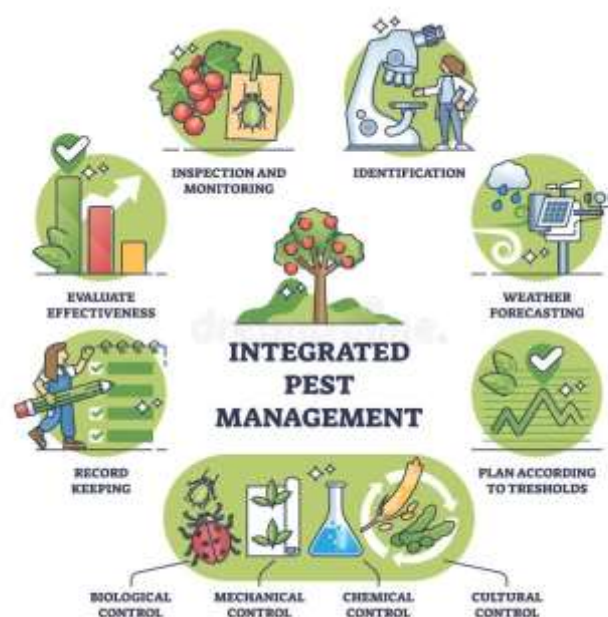 INSPECTION AND
MONITORING
IDENTIFICATION
EVALUATE
EFFECTIVENESS
WEATHER
FORECASTING
INTEGRATED
PEST
MANAGEMENT
RECORD
KEEPING
PLAN ACCORDING
TO TRESHOLDS
BIOLOGICAL
CONTROL
MECHANICAL
CONTROL
CHEMICAL
CONTROL
CULTURAL
CONTROL